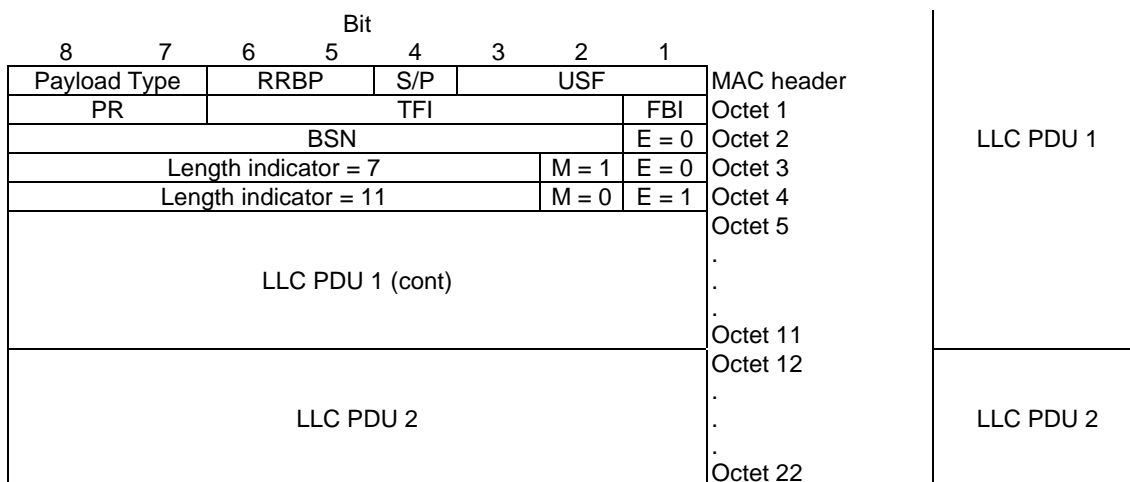 Bit
8 7 6 5 4 3 2 1
Payload Type RRBP S/P USF MAC header
PR TFI FBI Octet 1
BSN E = 0 Octet 2 LLC PDU 1
Length indicator = 7 M = 1 E = 0 Octet 3
Length indicator = 11 M = 0 E = 1 Octet 4
Octet 5
.
LLC PDU 1 (cont) .
.
Octet 11
Octet 12
.
LLC PDU 2 . LLC PDU 2
.
Octet 22